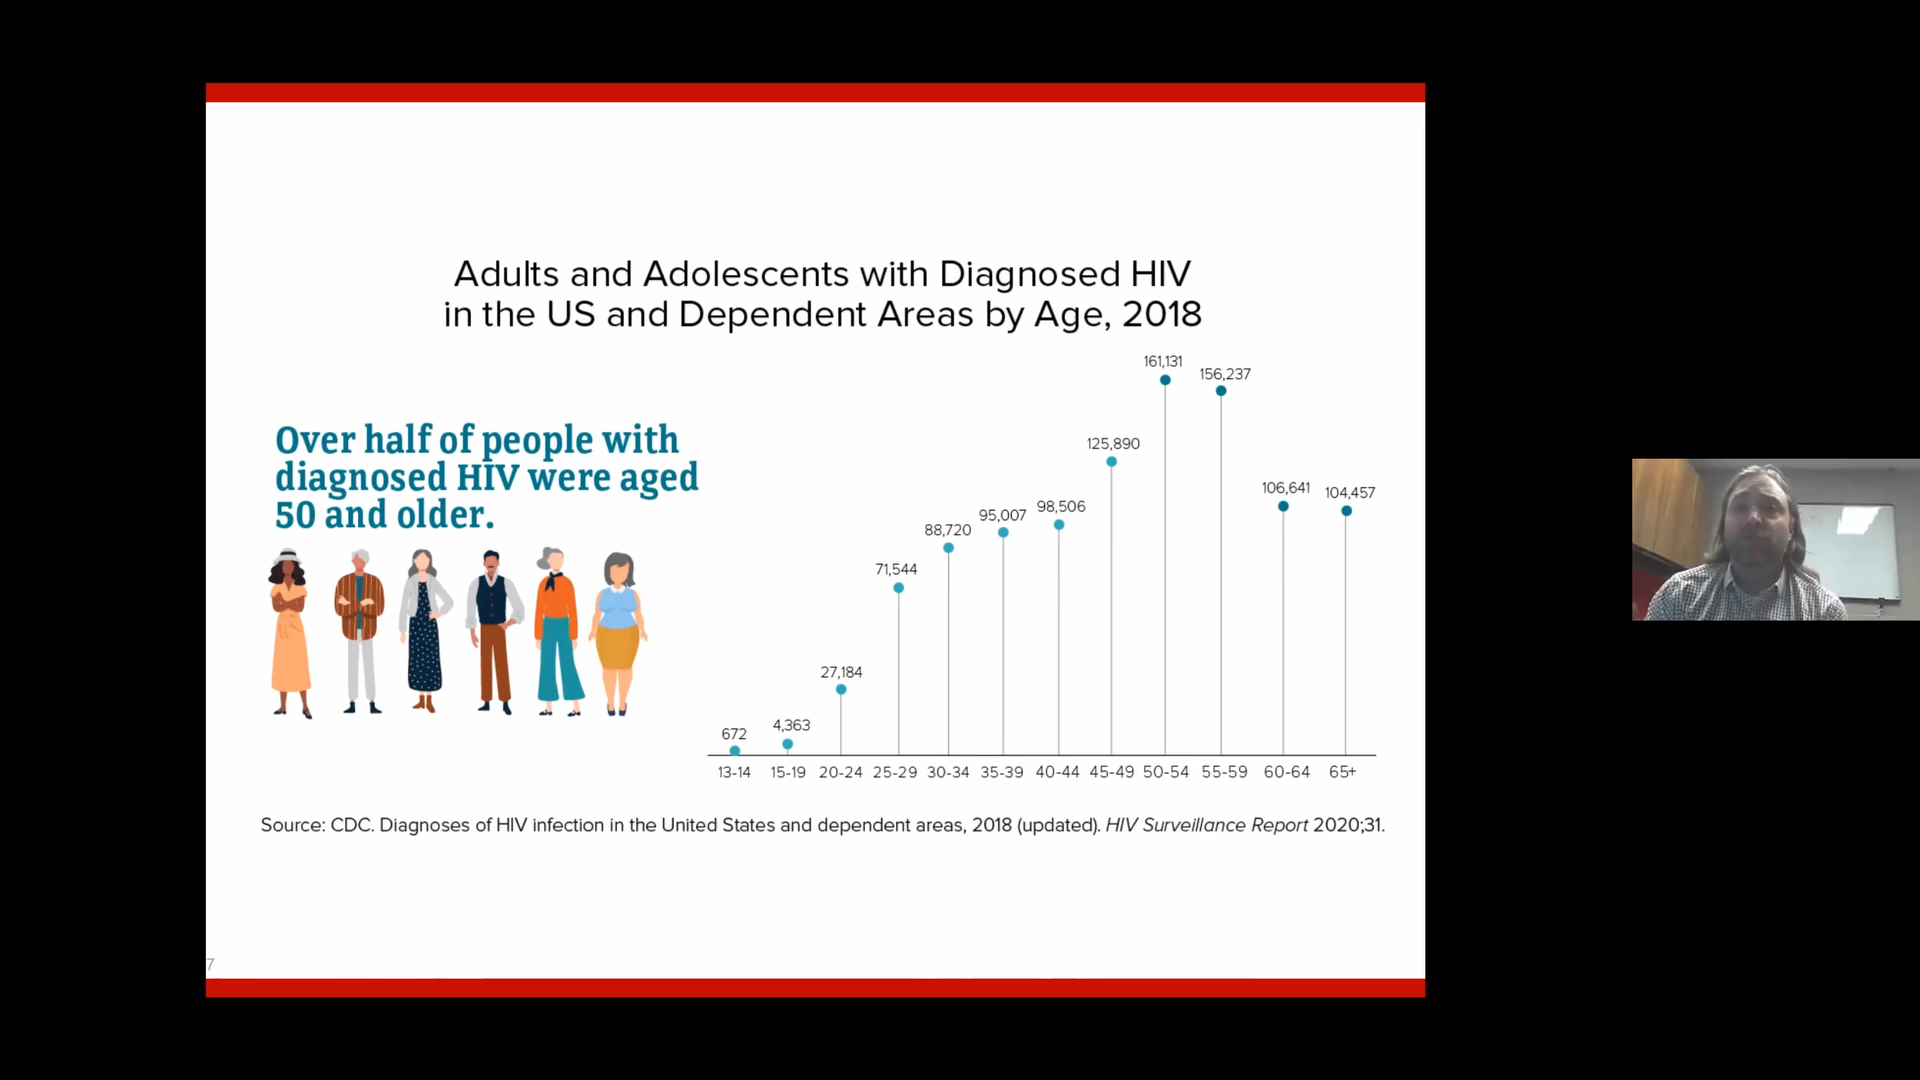 Adults and Adolescents with Diagnosed HIV
in the US and Dependent Areas by Age, 2018
Over half of people with
diagnosed HIV were aged
50 and older.
161,131
156,237
125,890
106,641
104,457
98,506
95,007
88,720
71,544
27,184
4,363
672
13-14 15-19 20-24 25-29 30-34 35-39 40-44 45-49 50-54 55-59 60-64 65+
Source: CDC. Diagnoses of HIV infection in the United States and dependent areas, 2018 (updated). HIV Surveillance Report 2020;31.
7